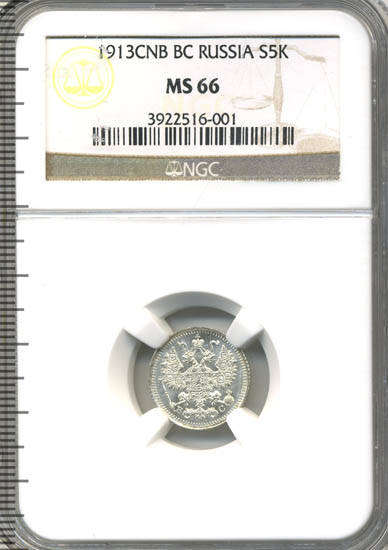 1913CNB BC RUSSIA S5K
MS 66
3922516-001
NGC